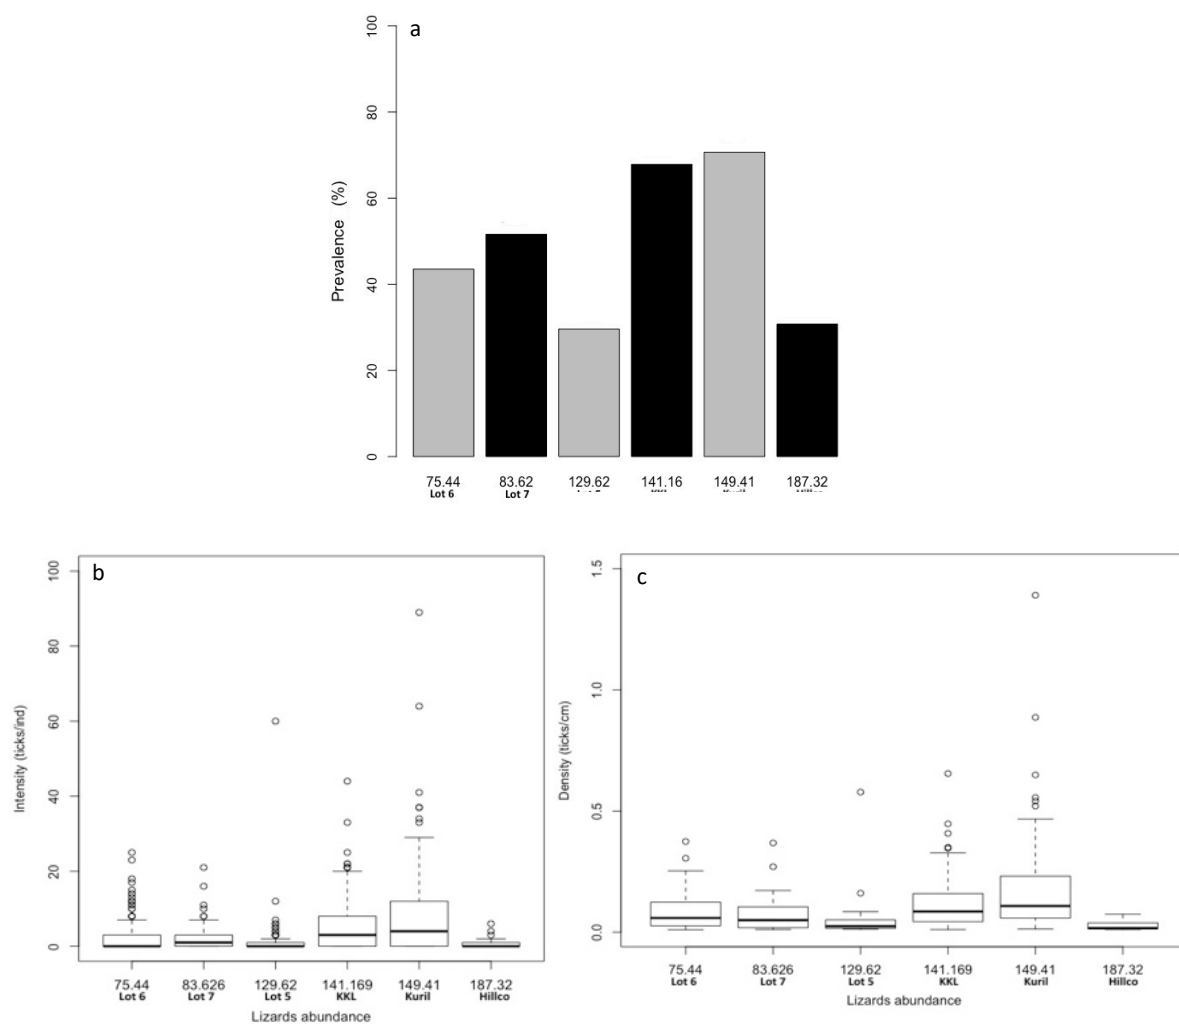 a
Prevalence (%)
100
80
60
40
20
0
75.44 83.62 129.62 141.16 149.41 187.32
Lot 6 Lot 7
b
Intensity (ticks/ind)
100
80
60
40
20
0
75.44 83.626 129.62 141.169 149.41 187.32
Lot 6 Lot 7 Lot 5 KKL Kuril Hillco
Lizards abundance
c
Density (ticks/cm)
1.5
1.0
0.5
0.0
75.44 83.626 129.62 141.169 149.41 187.32
Lot 6 Lot 7 Lot 5 KKL Kuril Hillco
Lizards abundance